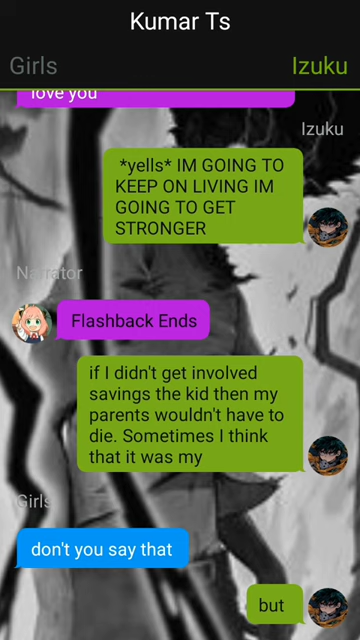 Kumar Ts
Girls
Izuku
love you
Izuku
*yells* IM GOING TO
KEEP ON LIVING IM
GOING TO GET
STRONGER
Narrator
Flashback Ends
if I didn't get involved
savings the kid then my
parents wouldn't have to
die. Sometimes I think
that it was my
Girls
don't you say that
but